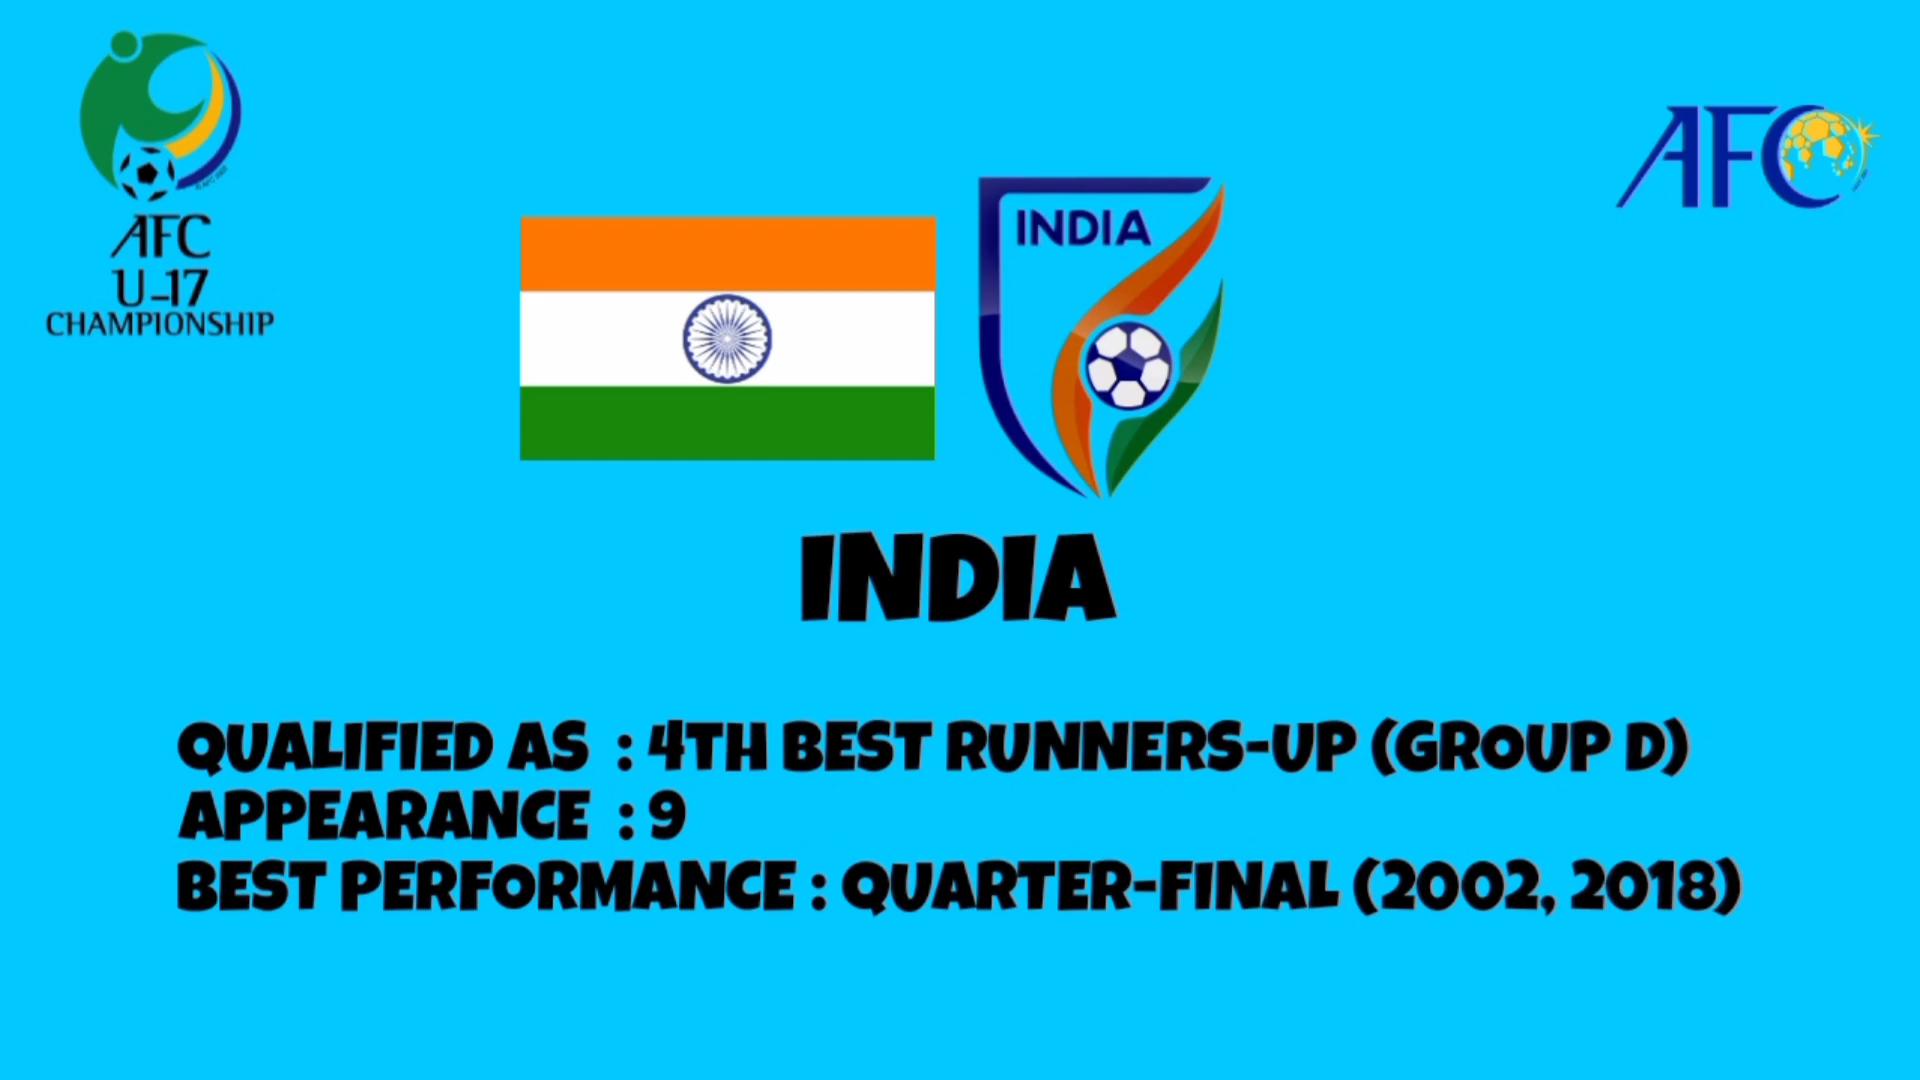 AFC
U-17
CHAMPIONSHIP
AFC
INDIA
INDIA
QUALIFIED AS : 4TH BEST RUNNERS-UP (GROUP D)
APPEARANCE : 9
BEST PERFORMANCE : QUARTER-FINAL (2002, 2018)